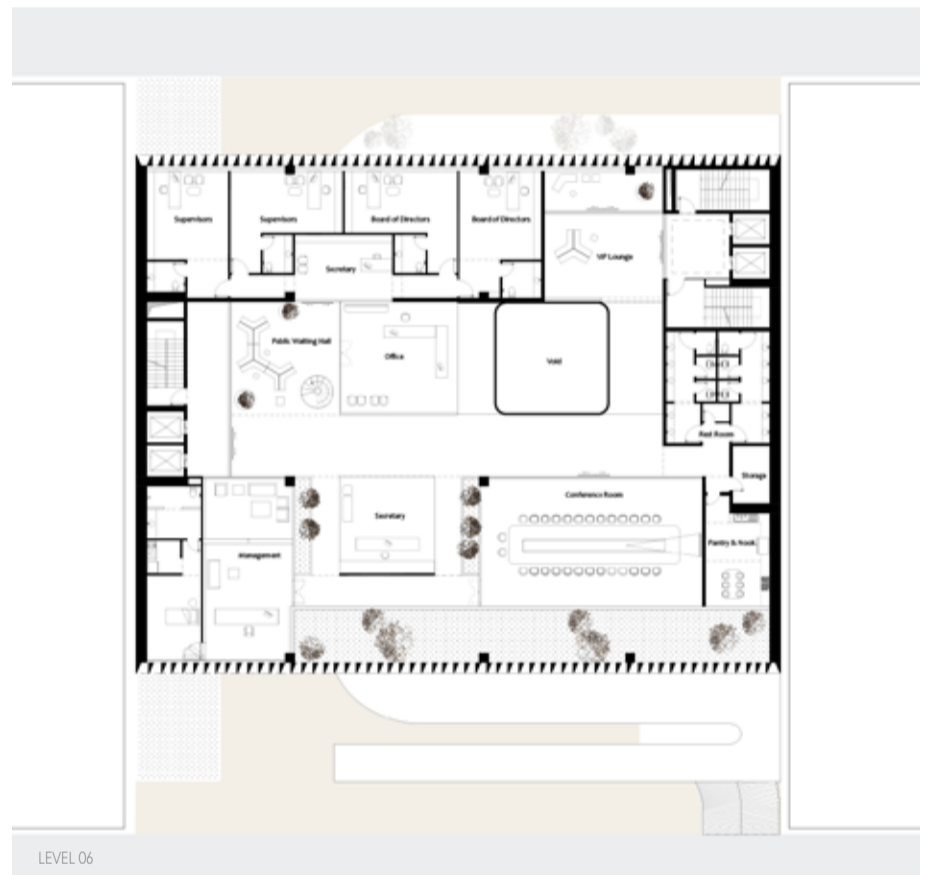 Supervisors
Supervisors
Board of Directors
Board of Directors
Secretary
VIP Lounge
Public Waiting Hall
Office
Void
Rest Room
Storage
Secretary
Conference Room
Management
Pantry & Nook
LEVEL 06